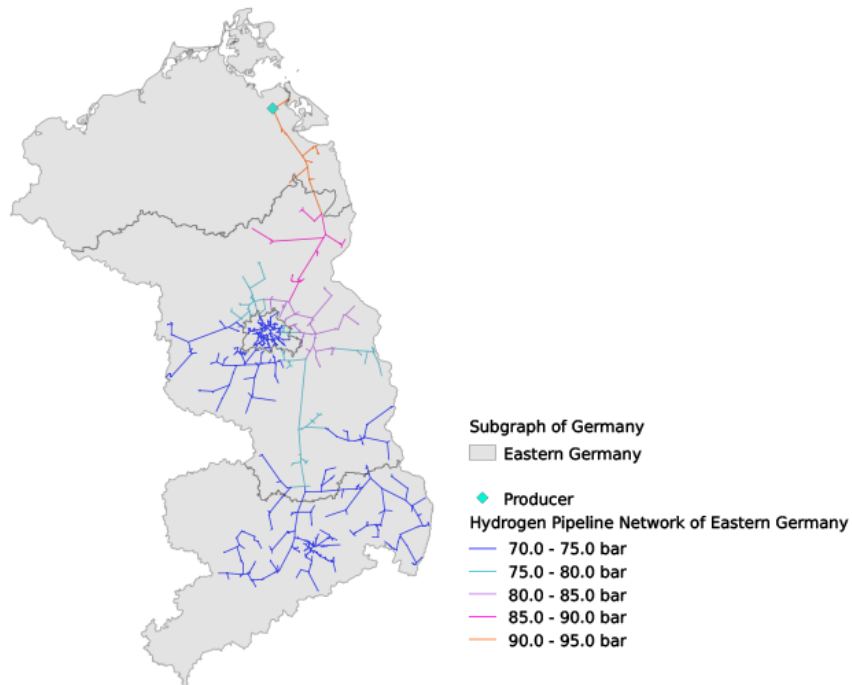 Subgraph of Germany
Eastern Germany
Producer
Hydrogen Pipeline Network of Eastern Germany
70.0 - 75.0 bar
75.0 - 80.0 bar
80.0 - 85.0 bar
85.0 - 90.0 bar
90.0 - 95.0 bar